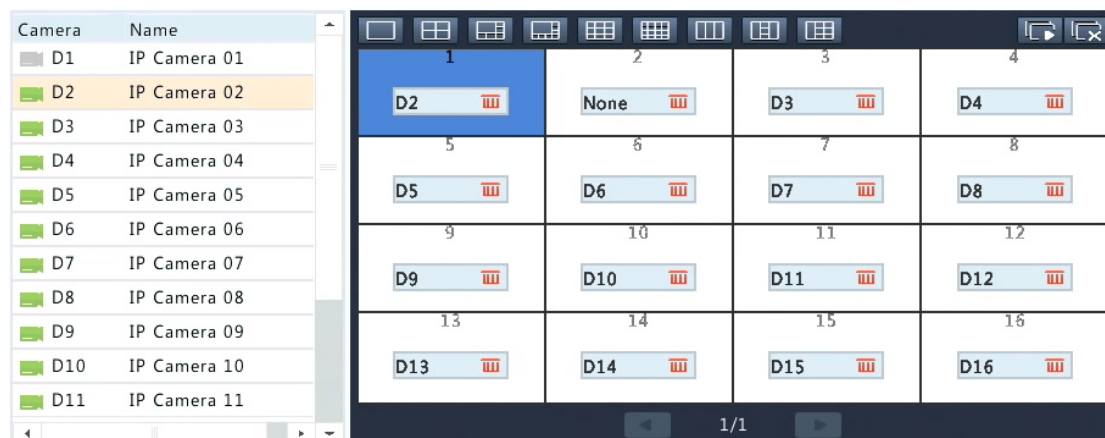 Camera Name
D1 IP Camera 01
D2 IP Camera 02
D3 IP Camera 03
D4 IP Camera 04
D5 IP Camera 05
D6 IP Camera 06
D7 IP Camera 07
D8 IP Camera 08
D9 IP Camera 09
D10 IP Camera 10
D11 IP Camera 11
1 2 3 4
D2 None D3 D4
5 6 7 8
D5 D6 D7 D8
9 10 11 12
D9 D10 D11 D12
13 14 15 16
D13 D14 D15 D16
1/1